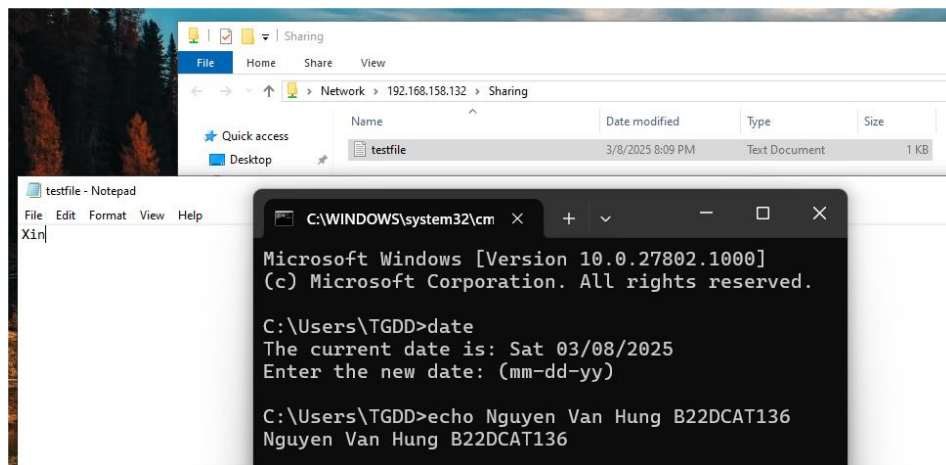 Sharing
File Home Share View
Network > 192.168.158.132 > Sharing
Name Date modified Type Size
Quick access
Desktop
testfile 3/8/2025 8:09 PM Text Document 1 KB
testfile - Notepad
File Edit Format View Help
Xin
C:\WINDOWS\system32\cm
Microsoft Windows [Version 10.0.27802.1000]
(c) Microsoft Corporation. All rights reserved.
C:\Users\TGDD>date
The current date is: Sat 03/08/2025
Enter the new date: (mm-dd-yy)
C:\Users\TGDD>echo Nguyen Van Hung B22DCAT136
Nguyen Van Hung B22DCAT136